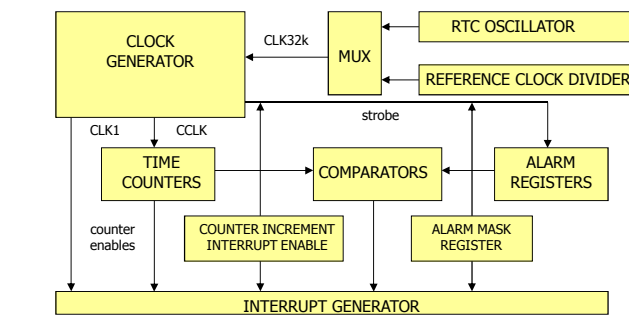 RTC OSCILLATOR
CLK32k
CLOCK
GENERATOR
MUX
REFERENCE CLOCK DIVIDER
strobe
CLK1
CCLK
TIME
COUNTERS
COMPARATORS
ALARM
REGISTERS
counter
enables
COUNTER INCREMENT
INTERRUPT ENABLE
ALARM MASK
REGISTER
INTERRUPT GENERATOR